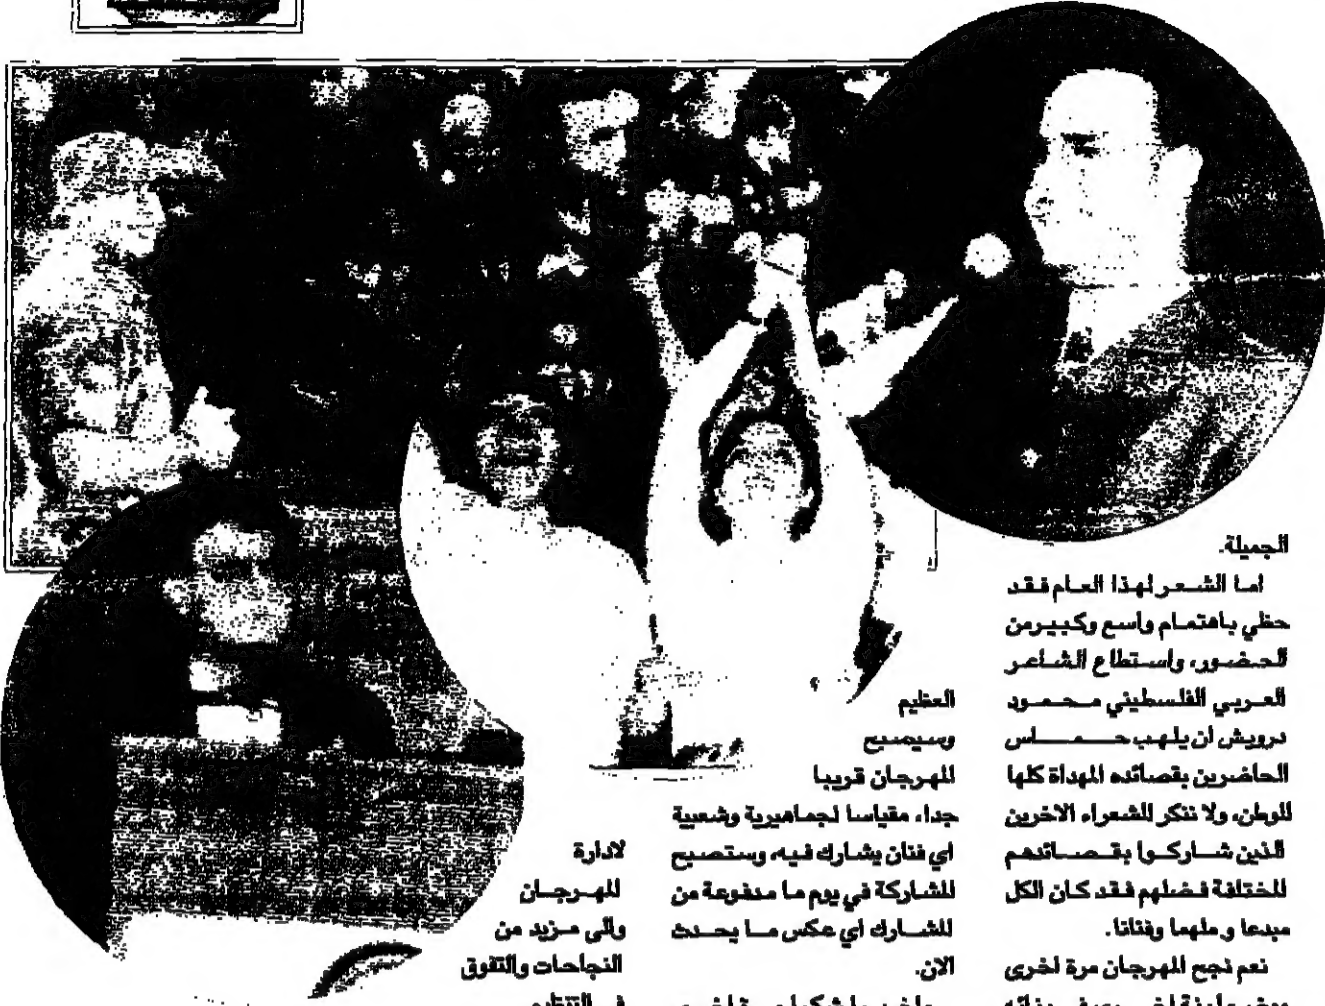 الجميلة.
اما الشعر لهذا العام فقد
حظي باهتمام واسع وكبير من
الحضور، واستطاع الشاعر
العربي الفلسطيني محمود
درويش ان يلهب حماس
الحاضرين بقصائده المهداة كلها
للوطن، ولا ننكر للشعراء الاخرين
الذين شاركوا بقصائدهم
المختلفة فضلهم فقد كان الكل
مبدعا وملهما وفنانا.
نعم نجح المهرجان مرة اخرى
العظيم
وسيصبح
المهرجان قريبا
جدا، مقياسا لجماهيرية وشعبية
اي فنان يشارك فيه، وستصبح
المشاركة في يوم ما مدفوعة من
المشارك اي عكس ما يحدث
الان.
لادارة
المهرجان
والى مزيد من
النجاحات والتفوق